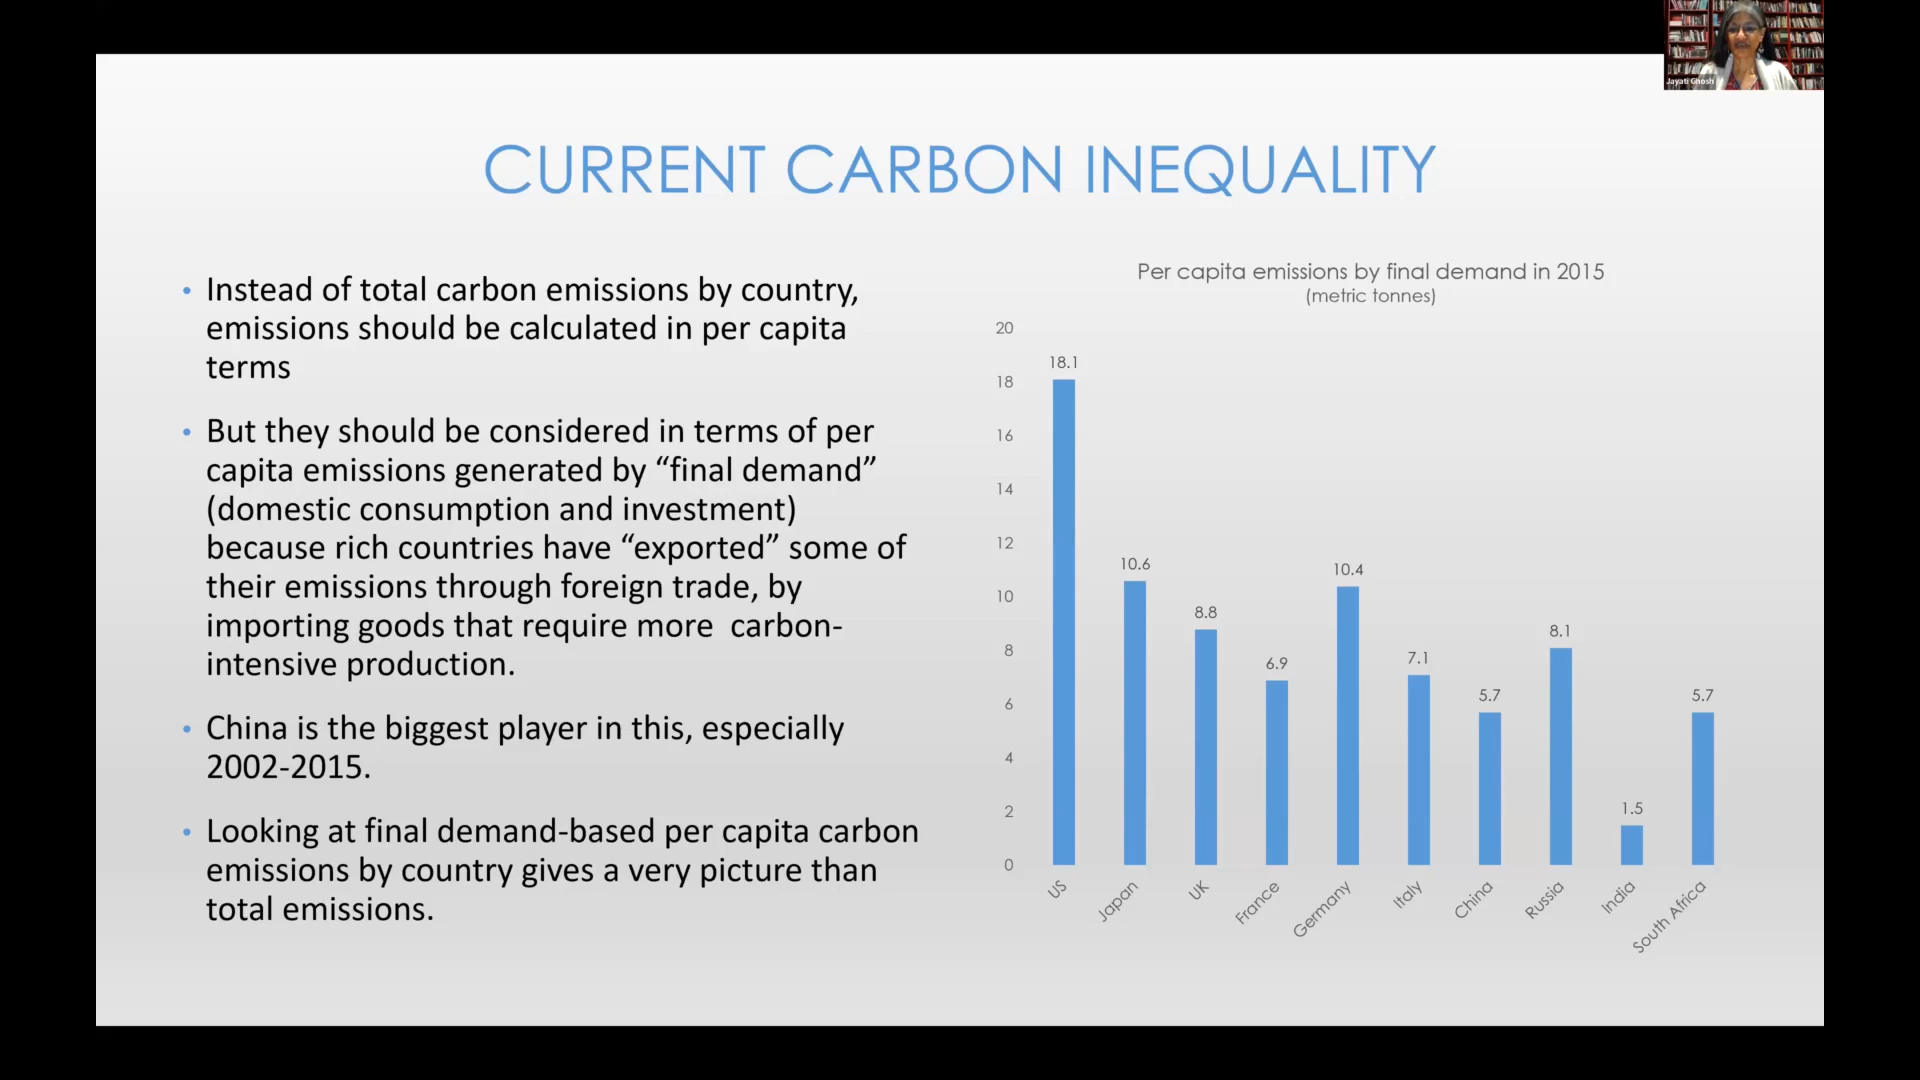 Jayati Ghosh
CURRENT CARBON INEQUALITY
• Instead of total carbon emissions by country,
emissions should be calculated in per capita
terms
• But they should be considered in terms of per
capita emissions generated by “final demand”
(domestic consumption and investment)
because rich countries have “exported” some of
their emissions through foreign trade, by
importing goods that require more carbon-
intensive production.
• China is the biggest player in this, especially
2002-2015.
• Looking at final demand-based per capita carbon
emissions by country gives a very picture than
total emissions.
Per capita emissions by final demand in 2015
(metric tonnes)
20
18
16
14
12
10
8
6
4
2
0
18.1
10.6
8.8
6.9
10.4
7.1
5.7
8.1
1.5
5.7
US
Japan
UK
France
Germany
Italy
China
Russia
India
South Africa